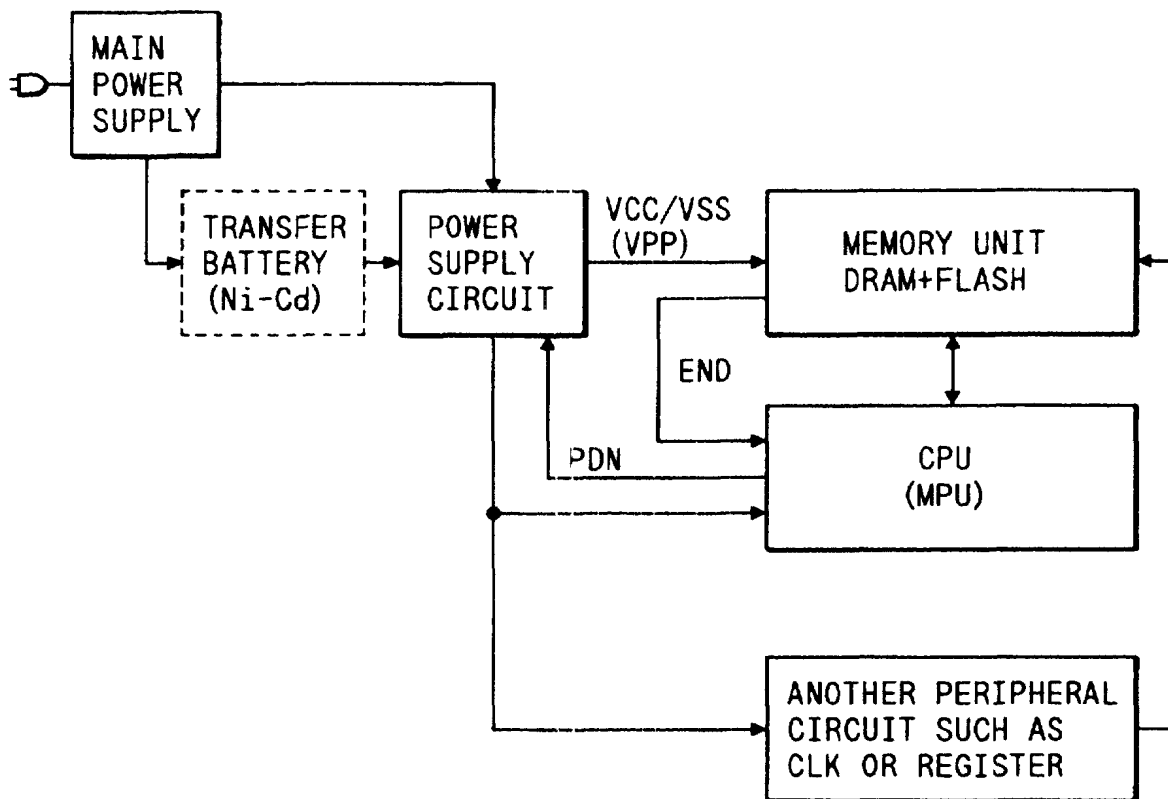 MAIN
POWER
SUPPLY
TRANSFER
BATTERY
(Ni-Cd)
POWER
SUPPLY
CIRCUIT
VCC/VSS
(VPP)
MEMORY UNIT
DRAM+FLASH
END
PDN
CPU
(MPU)
ANOTHER PERIPHERAL
CIRCUIT SUCH AS
CLK OR REGISTER